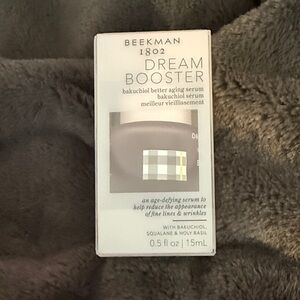 BEEKMAN
1802
DREAM
BOOSTER
bakuchiol better aging serum
bakuchiol sérum
meilleur vieillissement
an age-defying serum to
help reduce the appearance
of fine lines & wrinkles
WITH BAKUCHIOL,
SQUALANE & HOLY BASIL
0.5 fl oz | 15mL